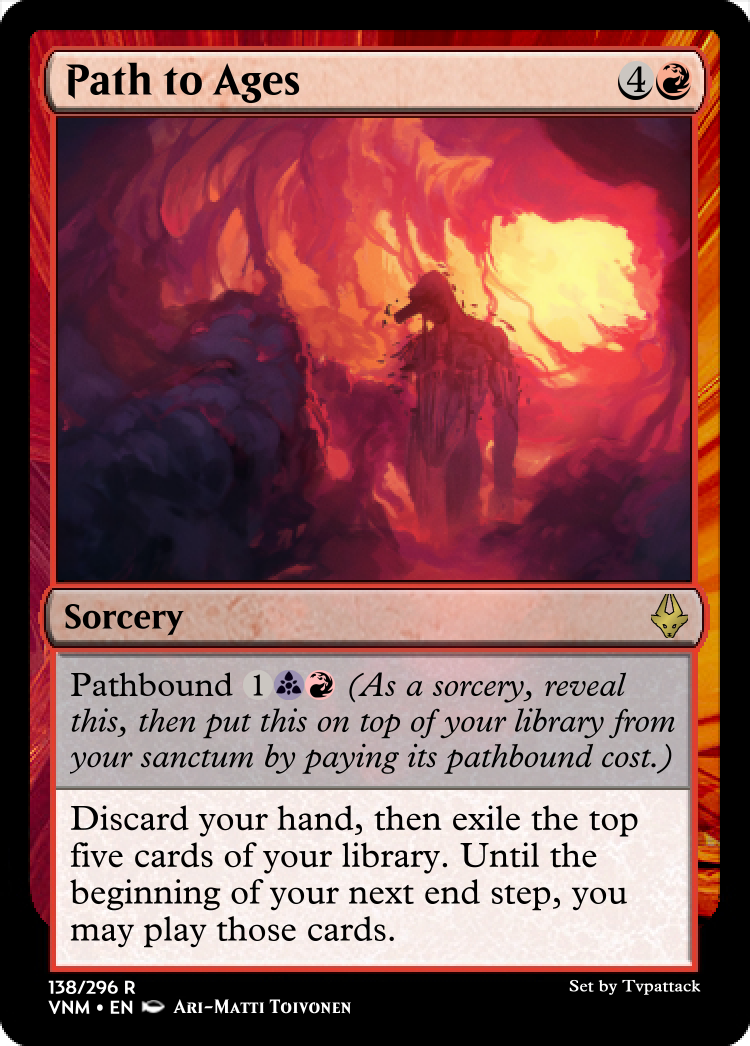 Path to Ages 4
Sorcery
Pathbound 1 (As a sorcery, reveal
this, then put this on top of your library from
your sanctum by paying its pathbound cost.)
Discard your hand, then exile the top
five cards of your library. Until the
beginning of your next end step, you
may play those cards.
138/296 R
Set by Tvpattack
VNM • EN Ari-Matti Toivonen